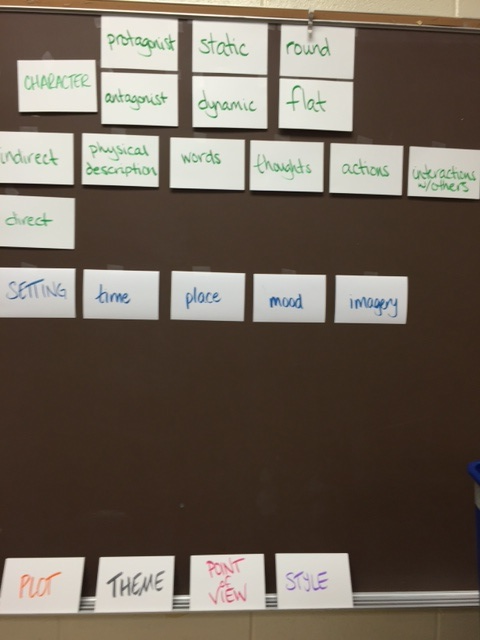 protagonist static round
CHARACTER
antagonist dynamic flat
indirect physical description words thoughts actions interactions w/others
direct
SETTING time place mood imagery
PLOT THEME POINT of VIEW STYLE